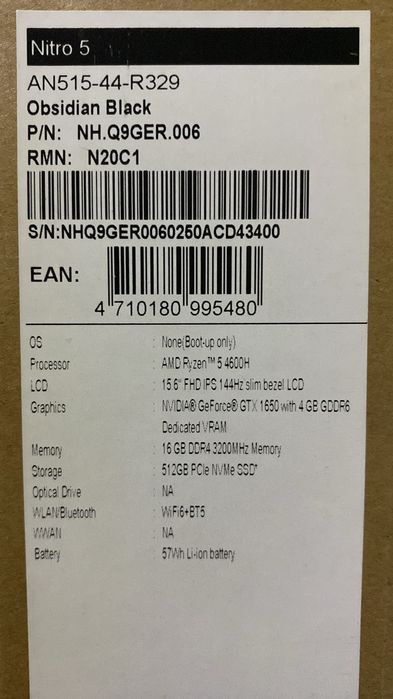 Nitro 5
AN515-44-R329
Obsidian Black
P/N: NH.Q9GER.006
RMN: N20C1
S/N:NHQ9GER0060250ACD43400
EAN:
4 710180 995480
OS : None(Boot-up only)
Processor : AMD Ryzen™ 5 4600H
LCD : 15.6" FHD IPS 144Hz slim bezel LCD
Graphics : NVIDIA® GeForce® GTX 1650 with 4 GB GDDR6
Dedicated VRAM
Memory : 16 GB DDR4 3200MHz Memory
Storage : 512GB PCIe NVMe SSD*
Optical Drive : NA
WLAN/Bluetooth : WiFi6+BT5
WWAN : NA
Battery : 57Wh Li-ion battery